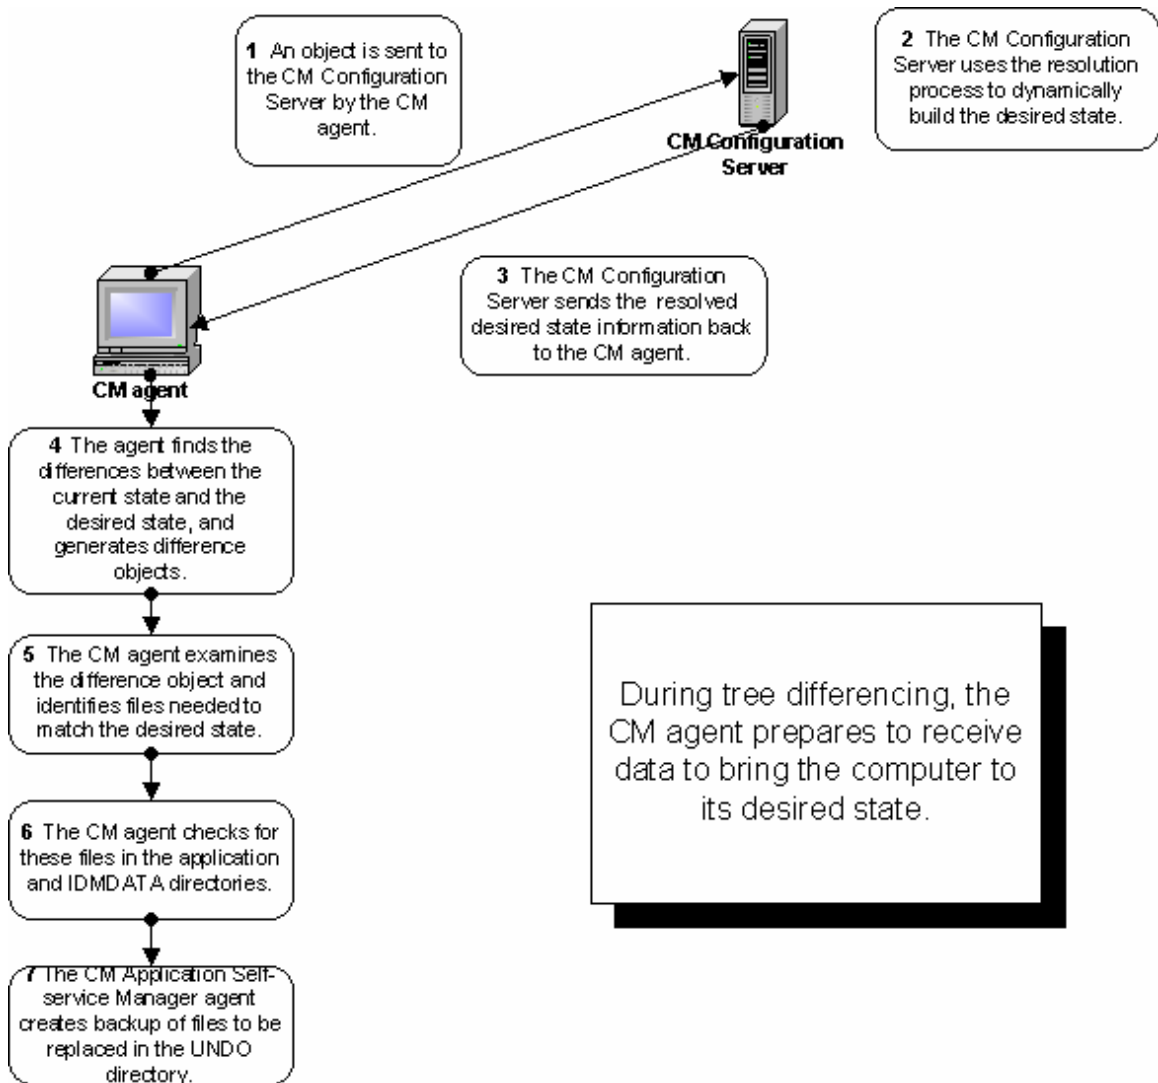 1 An object is sent to
the CM Configuration
Server by the CM
agent.
2 The CM Configuration
Server uses the resolution
process to dynamically
build the desired state.
CM Configuration
Server
3 The CM Configuration
Server sends the resolved
desired state information back
to the CM agent.
CM agent
4 The agent finds the
differences between the
current state and the
desired state, and
generates difference
objects.
5 The CM agent examines
the difference object and
identifies files needed to
match the desired state.
6 The CM agent checks for
these files in the application
and IDMDATA directories.
7 The CM Application Self-
service Manager agent
creates backup of files to be
replaced in the UNDO
directory.
During tree differencing, the
CM agent prepares to receive
data to bring the computer to
its desired state.